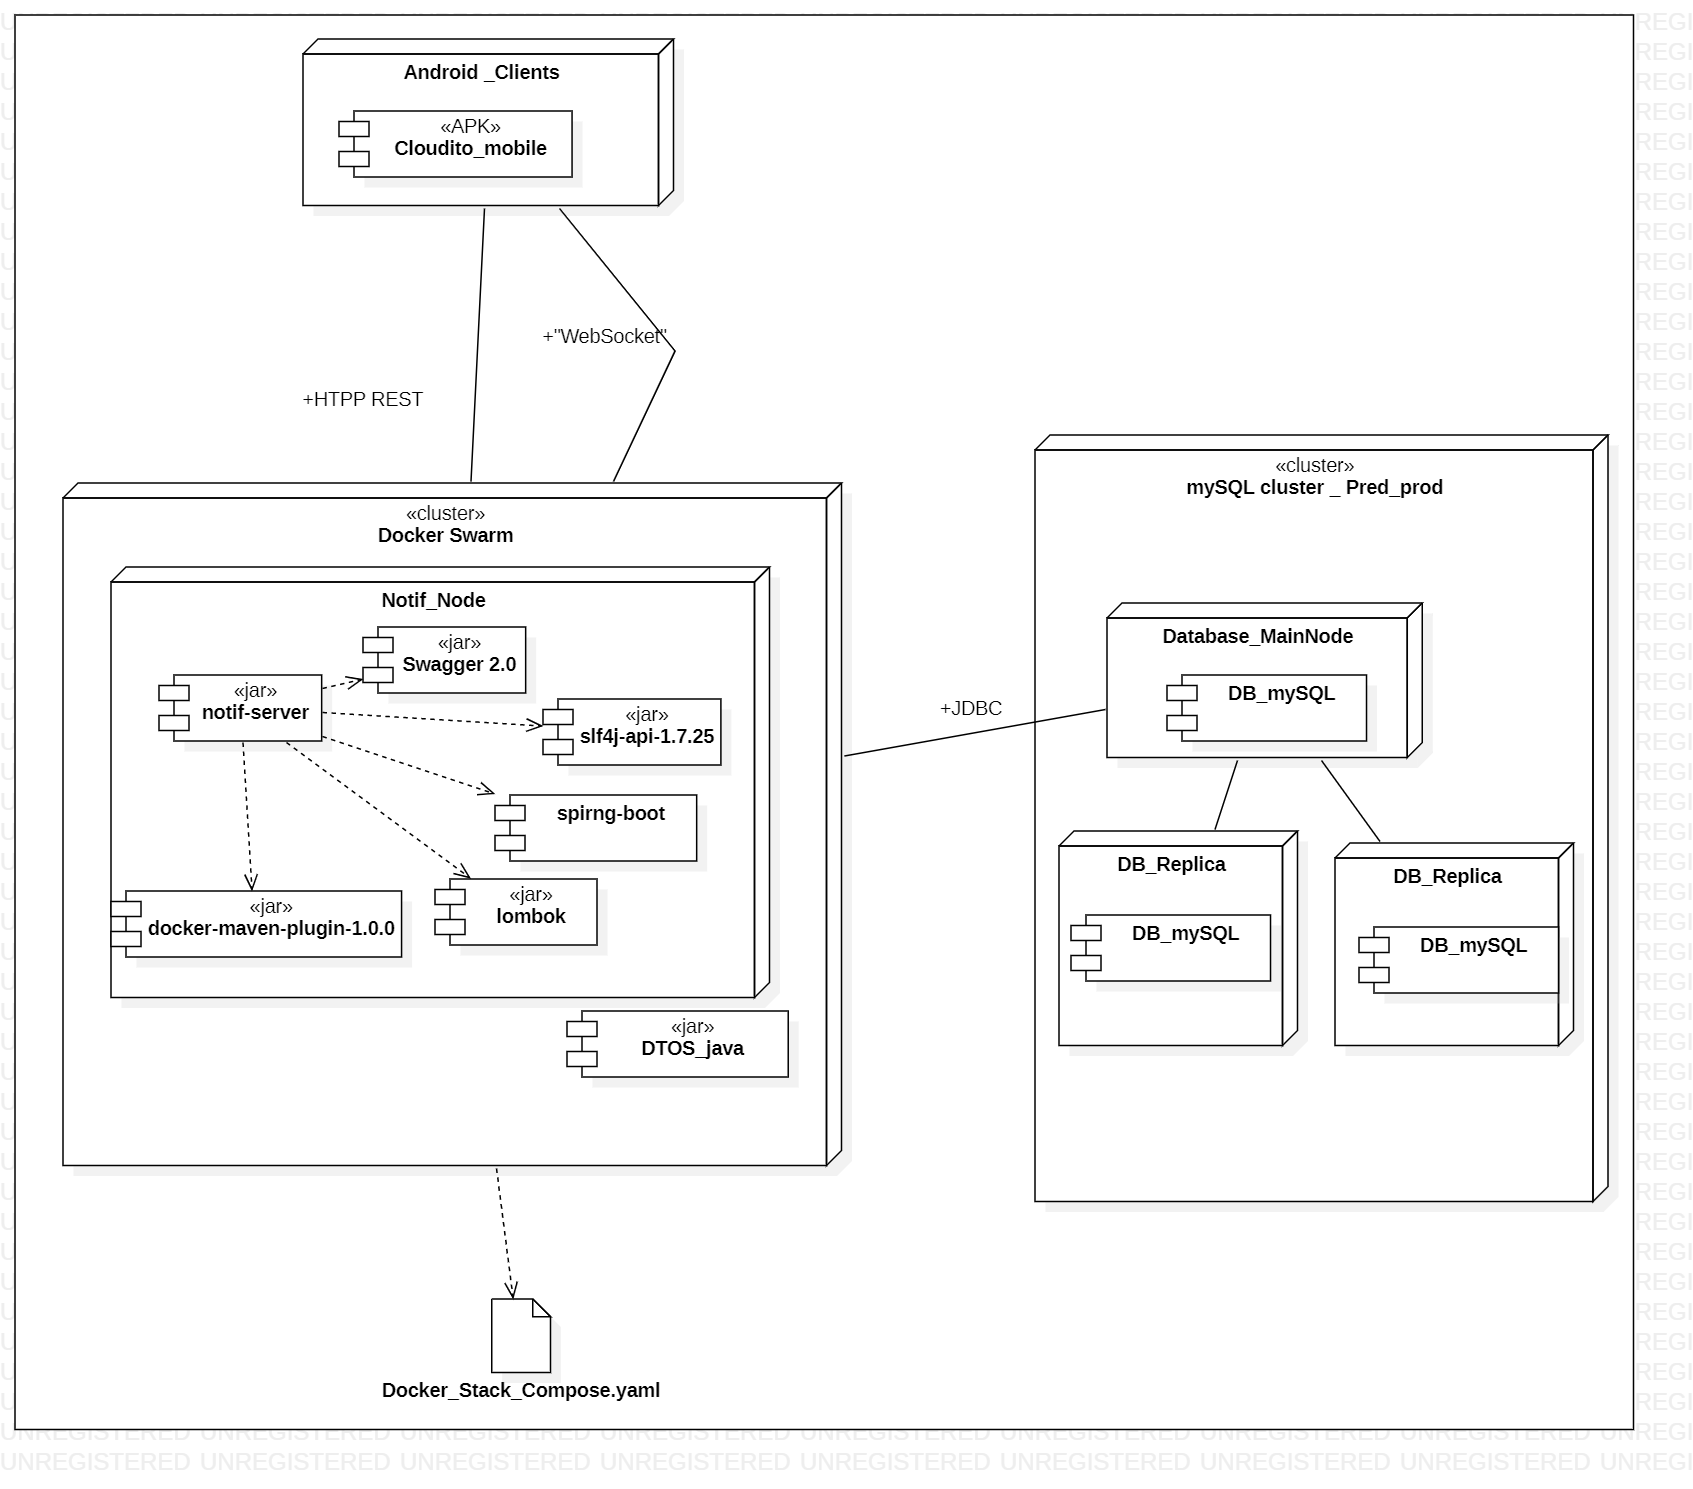 Android _Clients
«APK»
Cloudito_mobile
+"WebSocket"
+HTPP REST
«cluster»
mySQL cluster _ Pred_prod
«cluster»
Docker Swarm
Notif_Node
«jar»
Swagger 2.0
«jar»
notif-server
«jar»
slf4j-api-1.7.25
spirng-boot
«jar»
lombok
«jar»
docker-maven-plugin-1.0.0
«jar»
DTOS_java
+JDBC
Database_MainNode
DB_mySQL
DB_Replica
DB_mySQL
DB_Replica
DB_mySQL
Docker_Stack_Compose.yaml
UNREGISTERED UNREGISTERED UNREGISTERED UNREGISTERED UNREGISTERED UNREGISTERED UNREGISTERED UNREGISTERED UNREGI